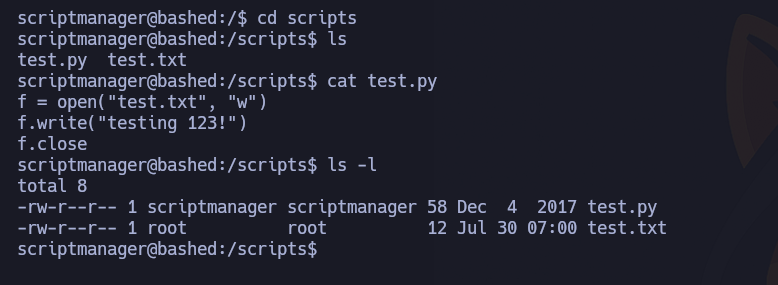 scriptmanager@bashed:/$ cd scripts
scriptmanager@bashed:/scripts$ ls
test.py  test.txt
scriptmanager@bashed:/scripts$ cat test.py
f = open("test.txt", "w")
f.write("testing 123!")
f.close
scriptmanager@bashed:/scripts$ ls -l
total 8
-rw-r--r-- 1 scriptmanager scriptmanager 58 Dec  4  2017 test.py
-rw-r--r-- 1 root          root          12 Jul 30 07:00 test.txt
scriptmanager@bashed:/scripts$